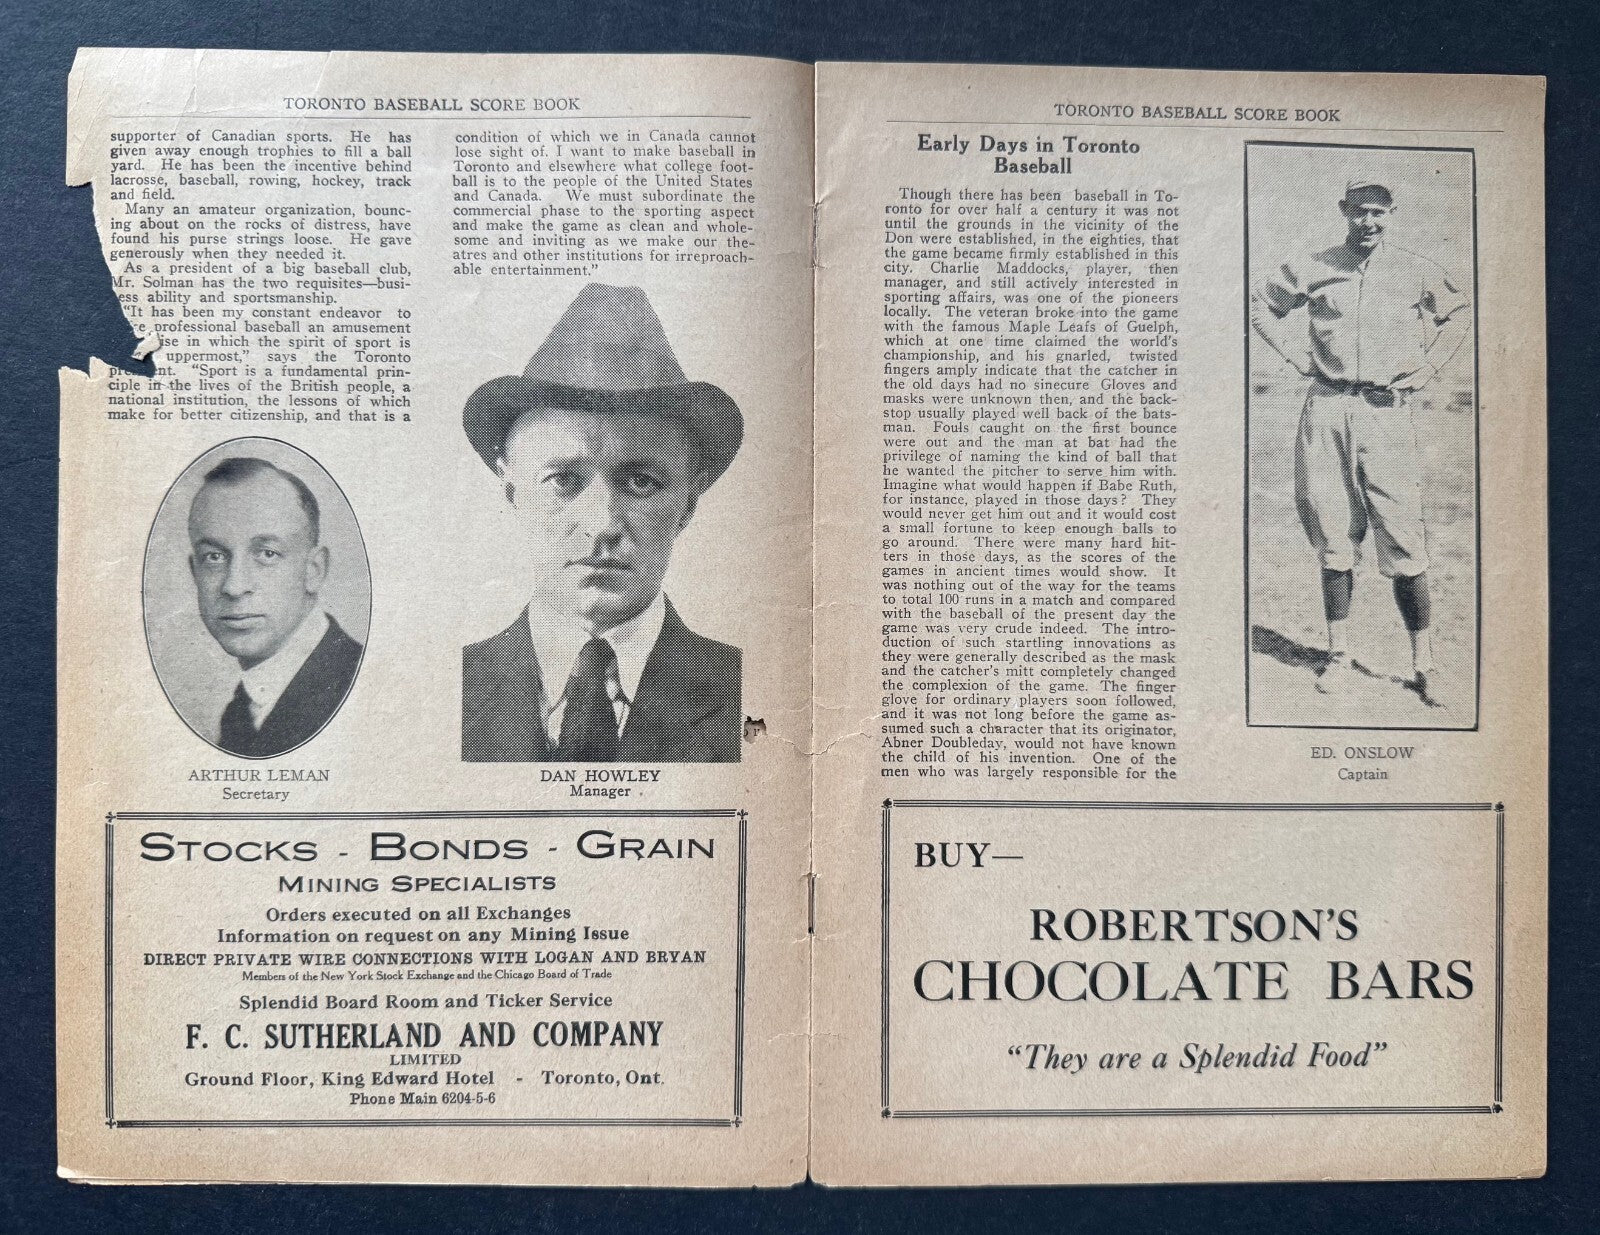 TORONTO BASEBALL SCORE BOOK
supporter of Canadian sports. He has
given away enough trophies to fill a ball
yard. He has been the incentive behind
lacrosse, baseball, rowing, hockey, track
and field.
Many an amateur organization, bounc-
ing about on the rocks of distress, have
found his purse strings loose. He gave
generously when they needed it.
As a president of a big baseball club,
Mr. Solman has the two requisites—busi-
ess ability and sportsmanship.
"It has been my constant endeavor to
e professional baseball an amusement
ise in which the spirit of sport is
uppermost," says the Toronto
pre ent. "Sport is a fundamental prin-
ciple in the lives of the British people, a
national institution, the lessons of which
make for better citizenship, and that is a
condition of which we in Canada cannot
lose sight of. I want to make baseball in
Toronto and elsewhere what college foot-
ball is to the people of the United States
and Canada. We must subordinate the
commercial phase to the sporting aspect
and make the game as clean and whole-
some and inviting as we make our the-
atres and other institutions for irreproach-
able entertainment."
ARTHUR LEMAN
Secretary
DAN HOWLEY
Manager .
STOCKS - BONDS - GRAIN
MINING SPECIALISTS
Orders executed on all Exchanges
Information on request on any Mining Issue
DIRECT PRIVATE WIRE CONNECTIONS WITH LOGAN AND BRYAN
Members of the New York Stock Exchange and the Chicago Board of Trade
Splendid Board Room and Ticker Service
F. C. SUTHERLAND AND COMPANY
LIMITED
Ground Floor, King Edward Hotel - Toronto, Ont.
Phone Main 6204-5-6
TORONTO BASEBALL SCORE BOOK
Early Days in Toronto
Baseball
Though there has been baseball in To-
ronto for over half a century it was not
until the grounds in the vicinity of the
Don were established, in the eighties, that
the game became firmly established in this
city. Charlie Maddocks, player, then
manager, and still actively interested in
sporting affairs, was one of the pioneers
locally. The veteran broke into the game
with the famous Maple Leafs of Guelph,
which at one time claimed the world's
championship, and his gnarled, twisted
fingers amply indicate that the catcher in
the old days had no sinecure Gloves and
masks were unknown then, and the back-
stop usually played well back of the bats-
man. Fouls caught on the first bounce
were out and the man at bat had the
privilege of naming the kind of ball that
he wanted the pitcher to serve him with.
Imagine what would happen if Babe Ruth,
for instance, played in those days? They
would never get him out and it would cost
a small fortune to keep enough balls to
go around. There were many hard hit-
ters in those days, as the scores of the
games in ancient times would show. It
was nothing out of the way for the teams
to total 100 runs in a match and compared
with the baseball of the present day the
game was very crude indeed. The intro-
duction of such startling innovations as
they were generally described as the mask
and the catcher's mitt completely changed
the complexion of the game. The finger
glove for ordinary players soon followed,
and it was not long before the game as-
sumed such a character that its originator,
Abner Doubleday, would not have known
the child of his invention. One of the
men who was largely responsible for the
ED. ONSLOW
Captain
BUY—
ROBERTSON'S
CHOCOLATE BARS
"They are a Splendid Food"